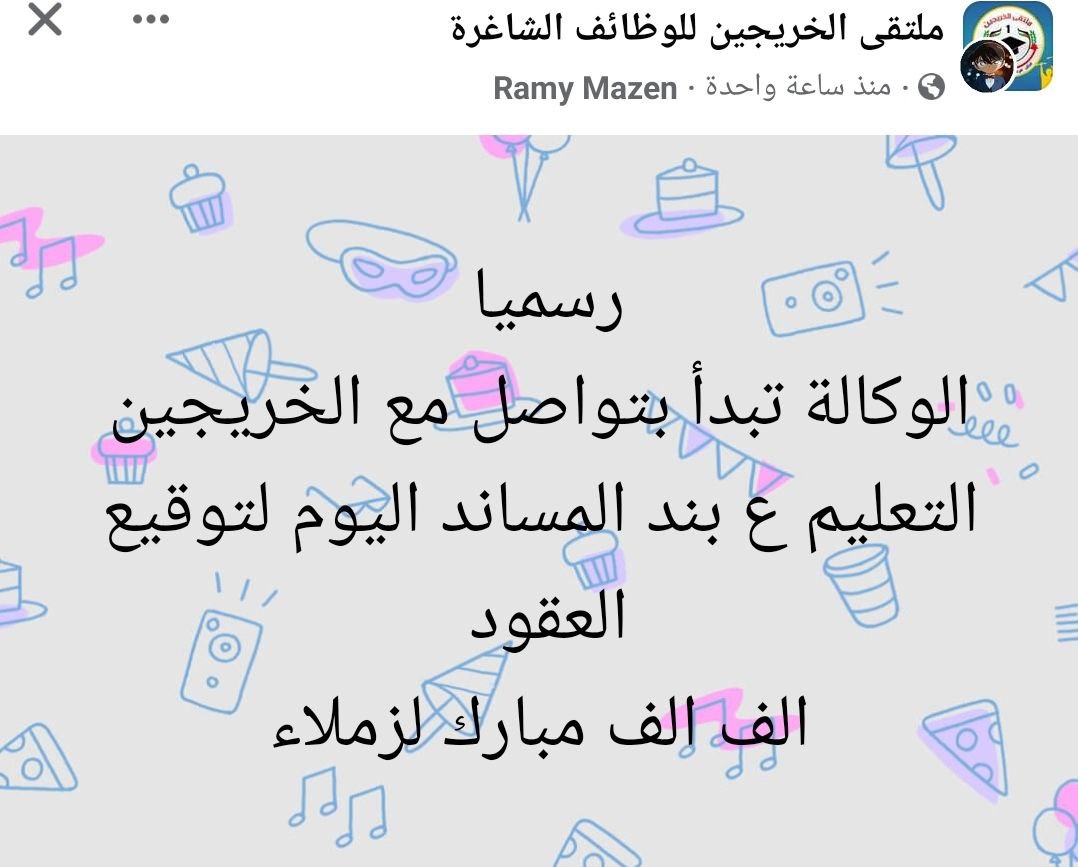 ملتقى الخريجين للوظائف الشاغرة
Ramy Mazen · منذ ساعة واحدة ·
رسميا
الوكالة تبدأ بتواصل مع الخريجين
التعليم ع بند المساند اليوم لتوقيع
العقود
الف الف مبارك لزملاء